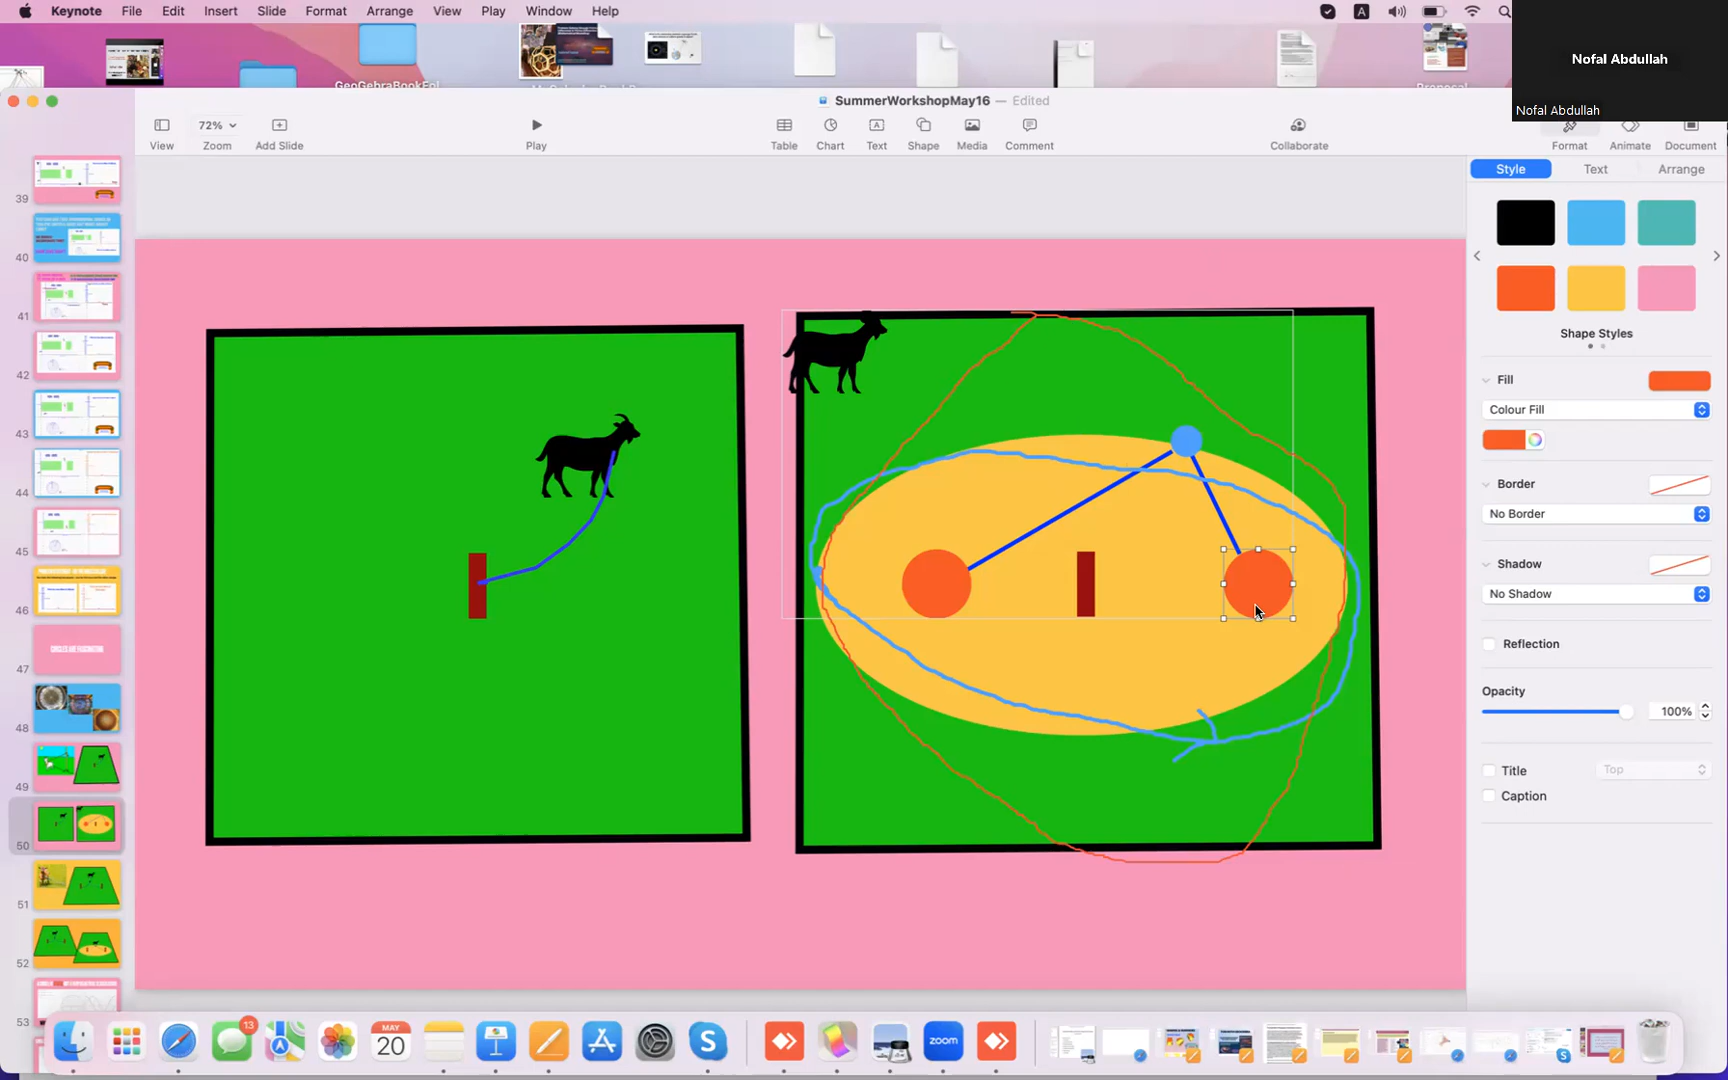 Keynote File Edit Insert Slide Format Arrange View Play Window Help
A
Nofal Abdullah
Nofal Abdullah
SummerWorkshopMay16 — Edited
72%
View Zoom Add Slide
Play
Table Chart Text Shape Media Comment
Collaborate
Format Animate Document
Style Text Arrange
Shape Styles
Fill
Colour Fill
Border
No Border
Shadow
No Shadow
Reflection
Opacity
100%
Title Top
Caption
39
40
41
42
43
44
45
46
CIRCLES ARE FASCINATING
47
48
49
50
51
52
53
13
MAY
20
zoom